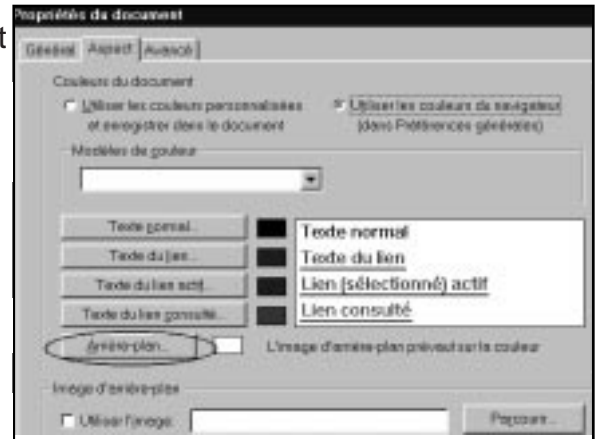 Propriétés du document
t
Général Aspect Avancé
Couleurs du document
Utiliser les couleurs personnalisées et enregistrer dans le document
Utiliser les couleurs du navigateur (dans Préférences générales)
Modèles de couleur
Texte normal... Texte normal
Texte du lien... Texte du lien
Texte du lien actif... Lien (sélectionné) actif
Texte du lien consulté... Lien consulté
Arrière-plan... L'image d'arrière-plan prévaut sur la couleur
Image d'arrière-plan
Utiliser l'image: Parcourir...